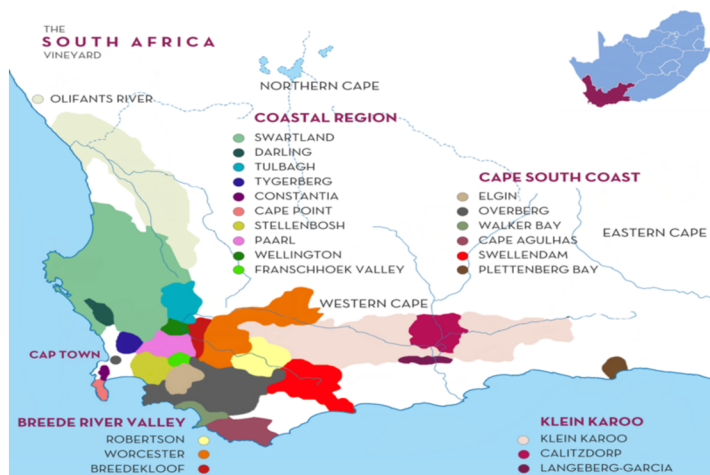 THE
SOUTH AFRICA
VINEYARD
OLIFANTS RIVER
NORTHERN CAPE
COASTAL REGION
SWARTLAND
DARLING
TULBAGH
TYGERBERG
CONSTANTIA
CAPE POINT
STELLENBOSH
PAARL
WELLINGTON
FRANSCHHOEK VALLEY
CAPE SOUTH COAST
ELGIN
OVERBERG
WALKER BAY
CAPE AGULHAS
SWELLENDAM
PLETTENBERG BAY
EASTERN CAPE
WESTERN CAPE
CAP TOWN
BREEDE RIVER VALLEY
ROBERTSON
WORCESTER
BREEDEKLOOF
KLEIN KAROO
KLEIN KAROO
CALITZDORP
LANGEBERG-GARCIA